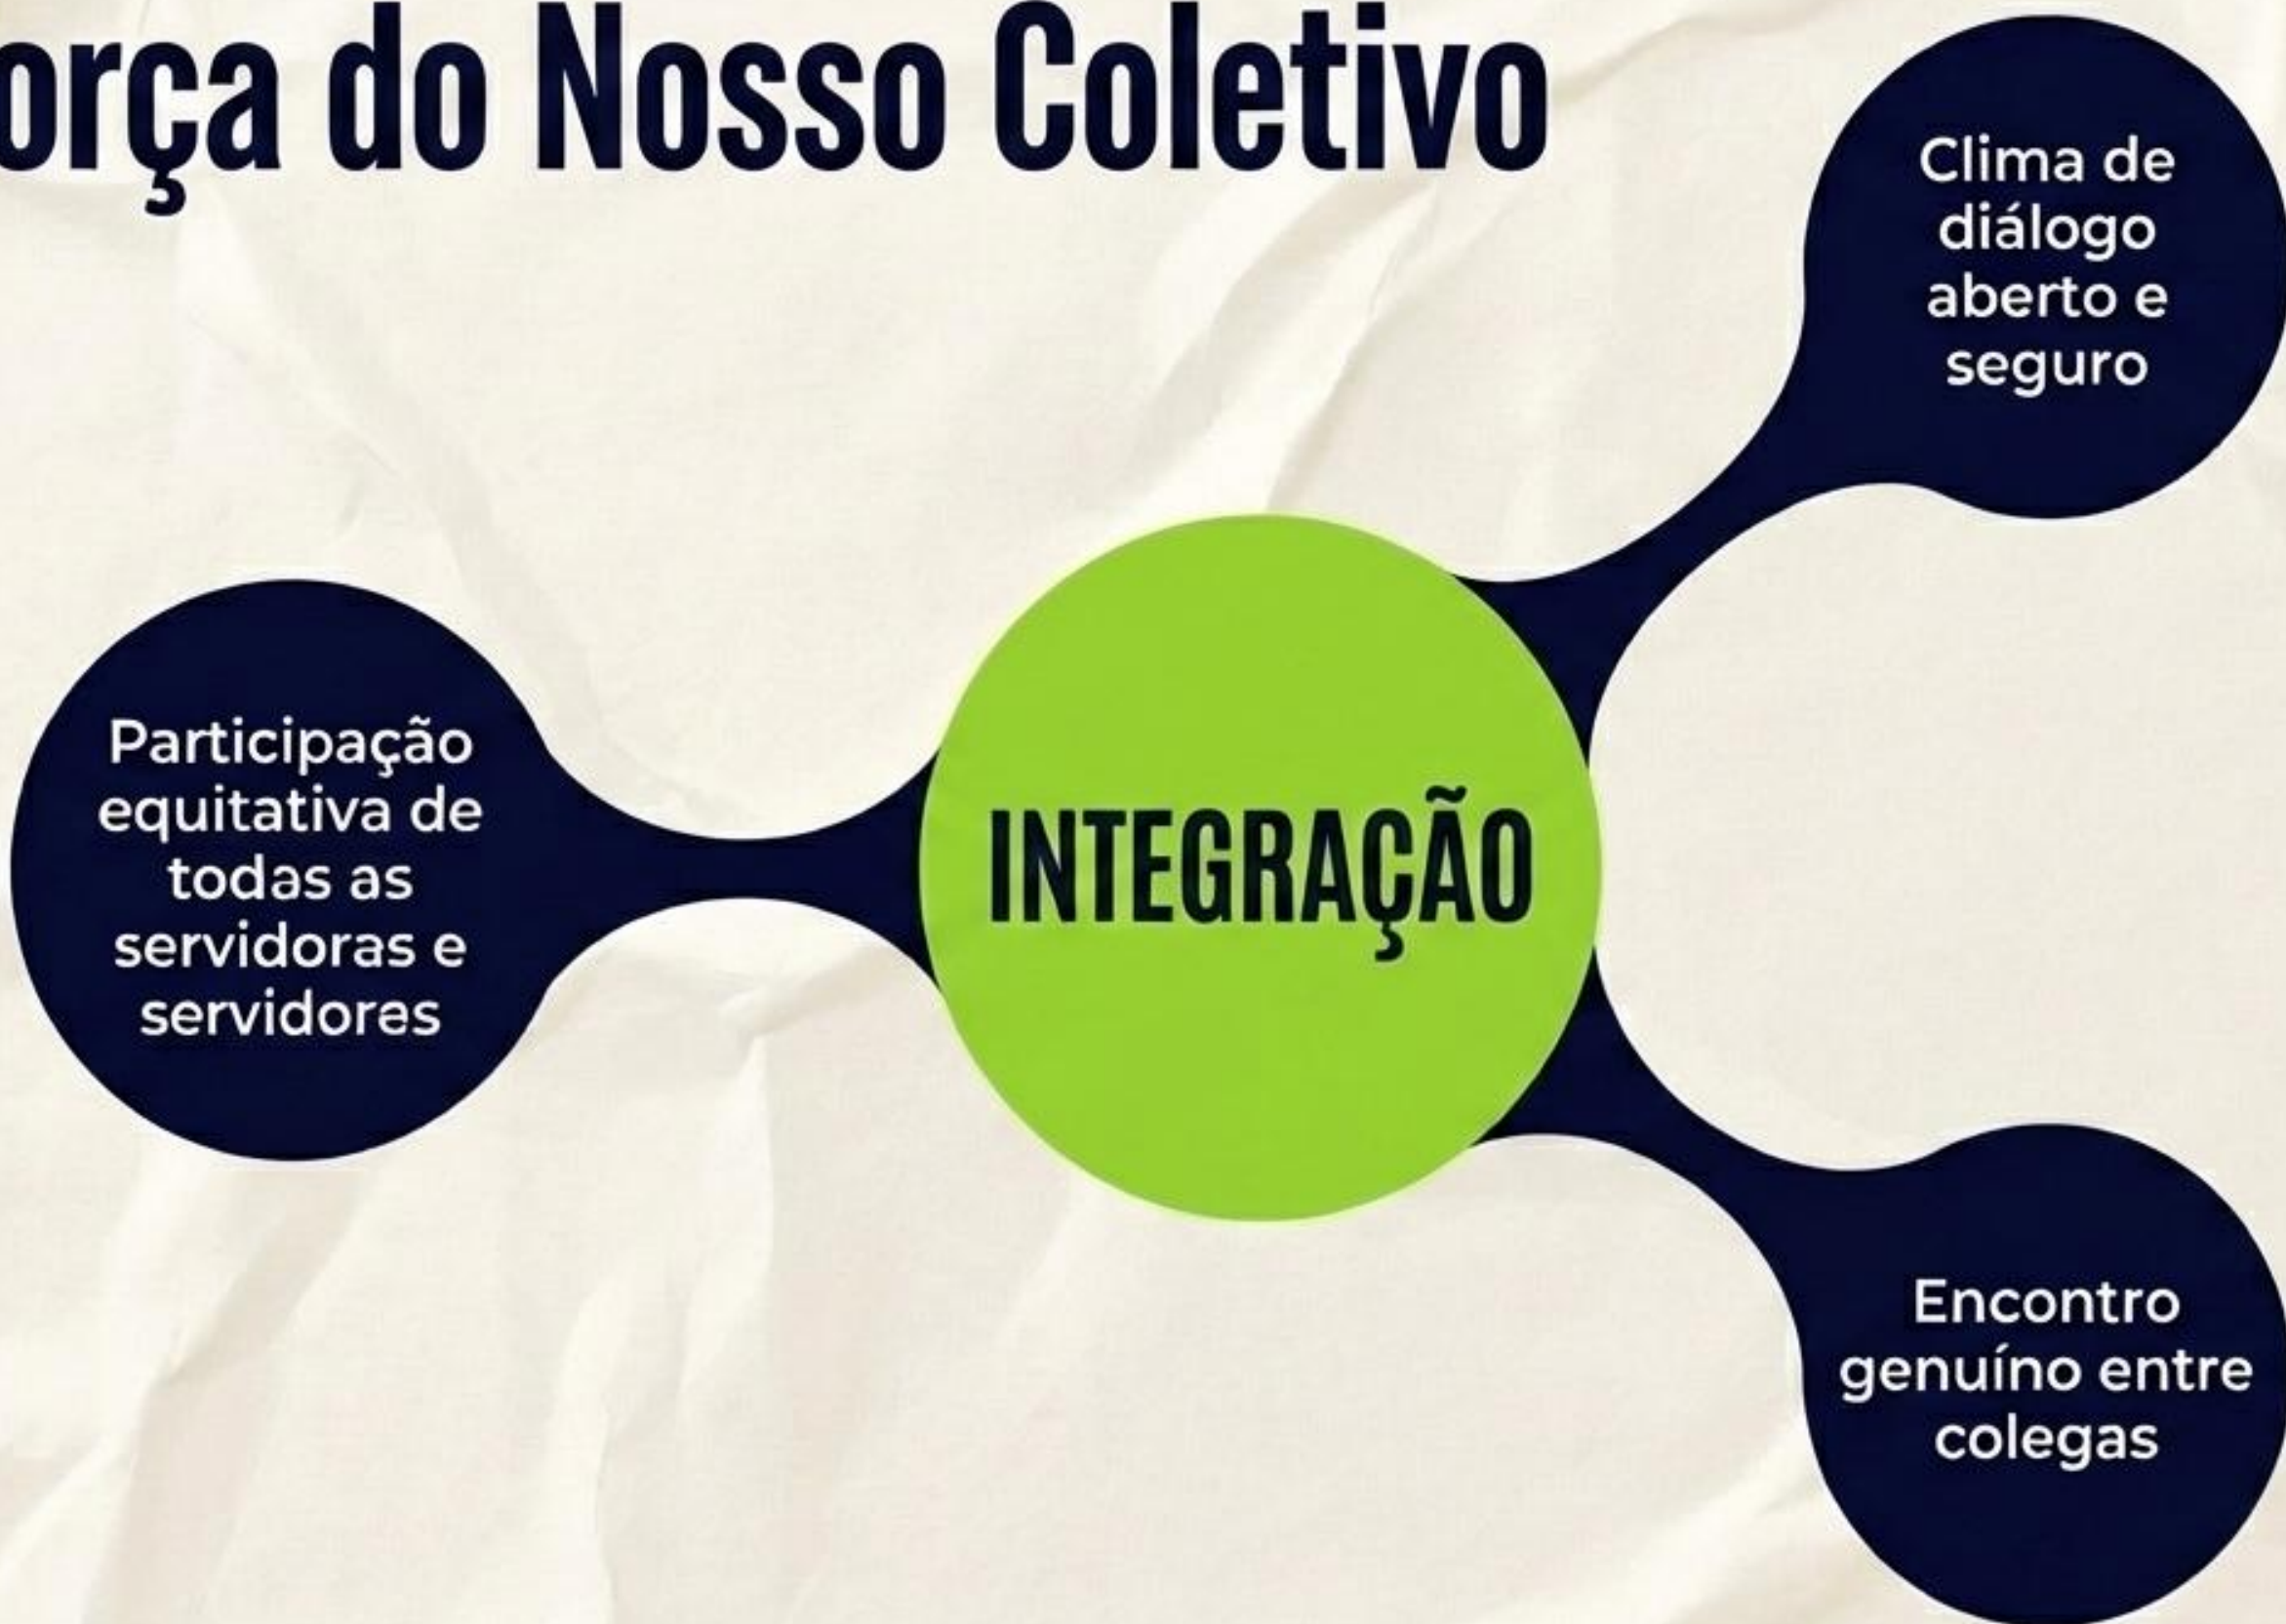 orça do Nosso Coletivo
Clima de
diálogo
aberto e
seguro
Participação
equitativa de
todas as
servidoras e
servidores
INTEGRAÇÃO
Encontro
genuíno entre
colegas